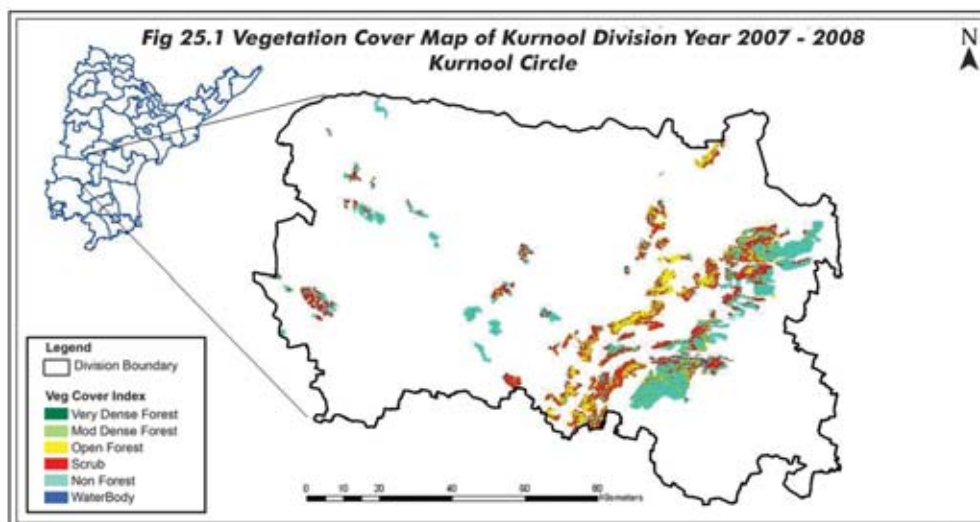 Fig 25.1 Vegetation Cover Map of Kurnool Division Year 2007 - 2008
Kurnool Circle
N
Legend
Division Boundary
Veg Cover Index
Very Dense Forest
Mod Dense Forest
Open Forest
Scrub
Non Forest
WaterBody
0 5 10 20 40 60 80